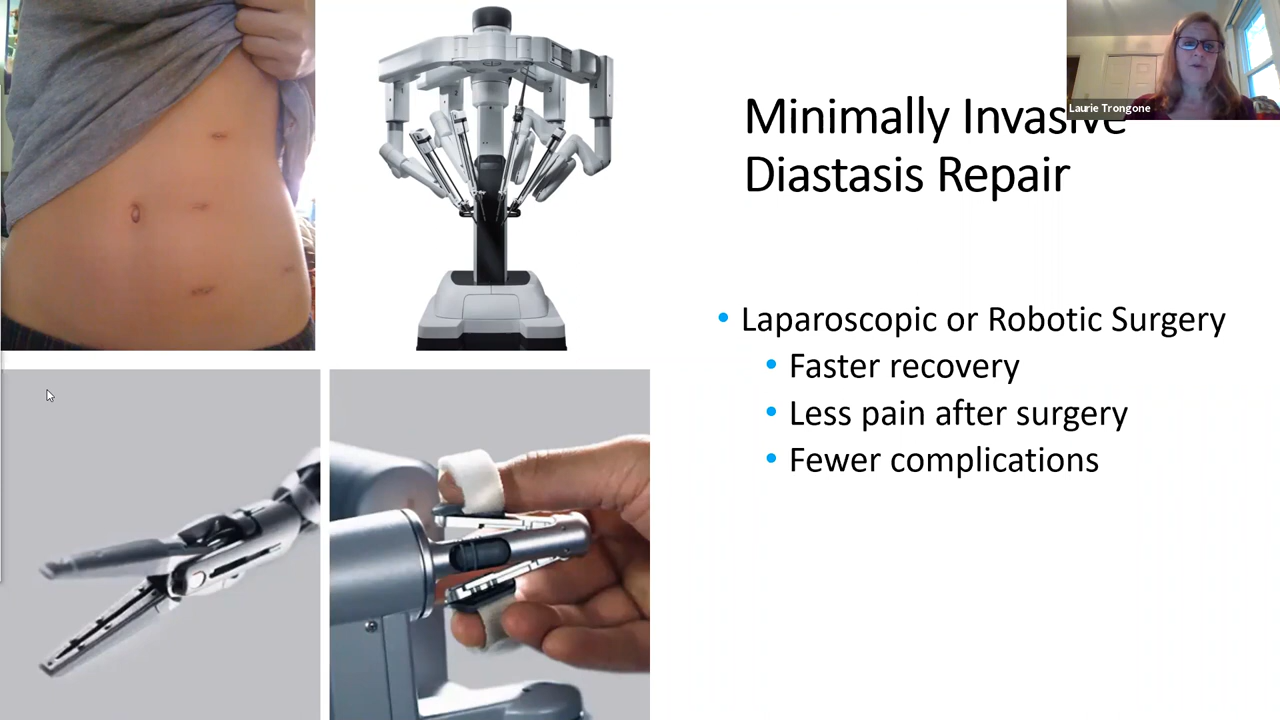 Laurie Trongone
Minimally Invasive
Diastasis Repair
• Laparoscopic or Robotic Surgery
• Faster recovery
• Less pain after surgery
• Fewer complications